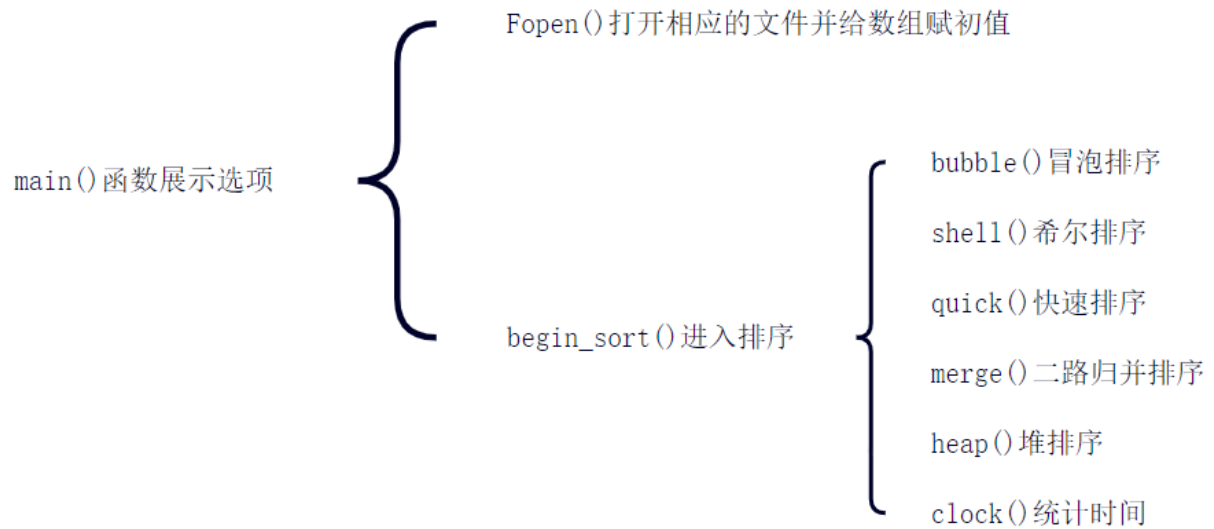 main()函数展示选项
Fopen()打开相应的文件并给数组赋初值
begin_sort()进入排序
bubble()冒泡排序
shell()希尔排序
quick()快速排序
merge()二路归并排序
heap()堆排序
clock()统计时间